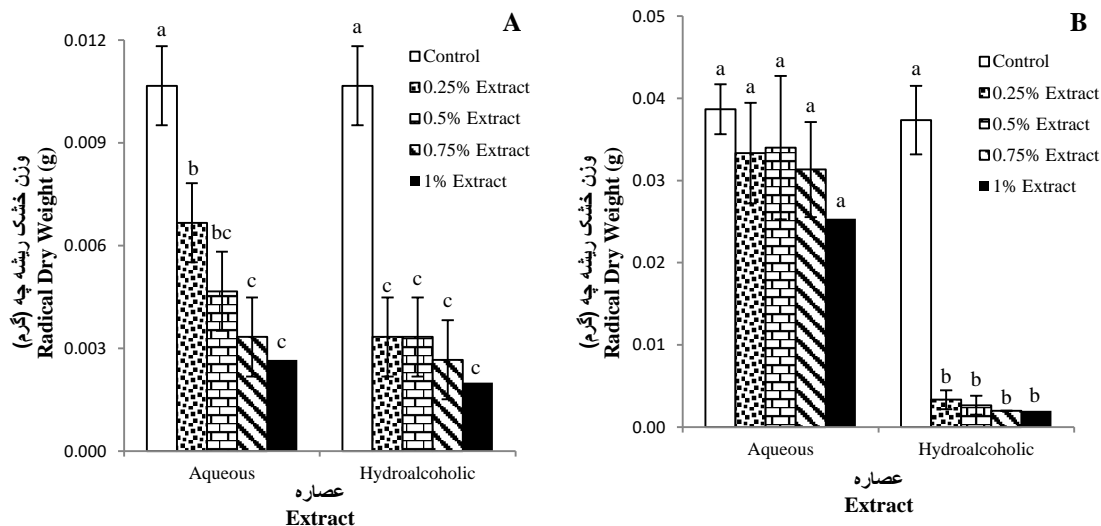 A
a
a
b
bc
c
c
c
c
c
c
0.012
0.009
0.006
0.003
0.000
وزن خشک ریشه چه (گرم)
Radical Dry Weight (g)
Control
0.25% Extract
0.5% Extract
0.75% Extract
1% Extract
Aqueous
Hydroalcoholic
عصاره
Extract
B
a
a
a
a
a
a
b
b
b
b
0.05
0.04
0.03
0.02
0.01
0.00
وزن خشک ریشه چه (گرم)
Radical Dry Weight (g)
Control
0.25% Extract
0.5% Extract
0.75% Extract
1% Extract
Aqueous
Hydroalcoholic
عصاره
Extract